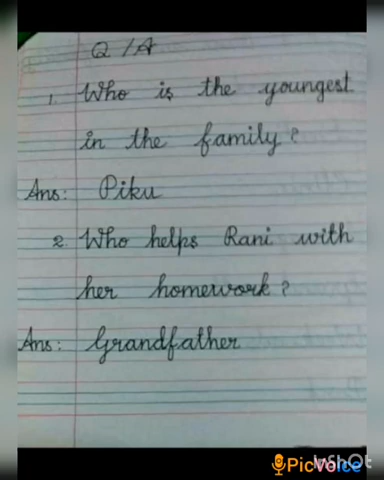 Q/A
1. Who is the youngest
in the family?
Ans: Piku
2. Who helps Rani with
her homework?
Ans: Grandfather
PicVoice
InShOt